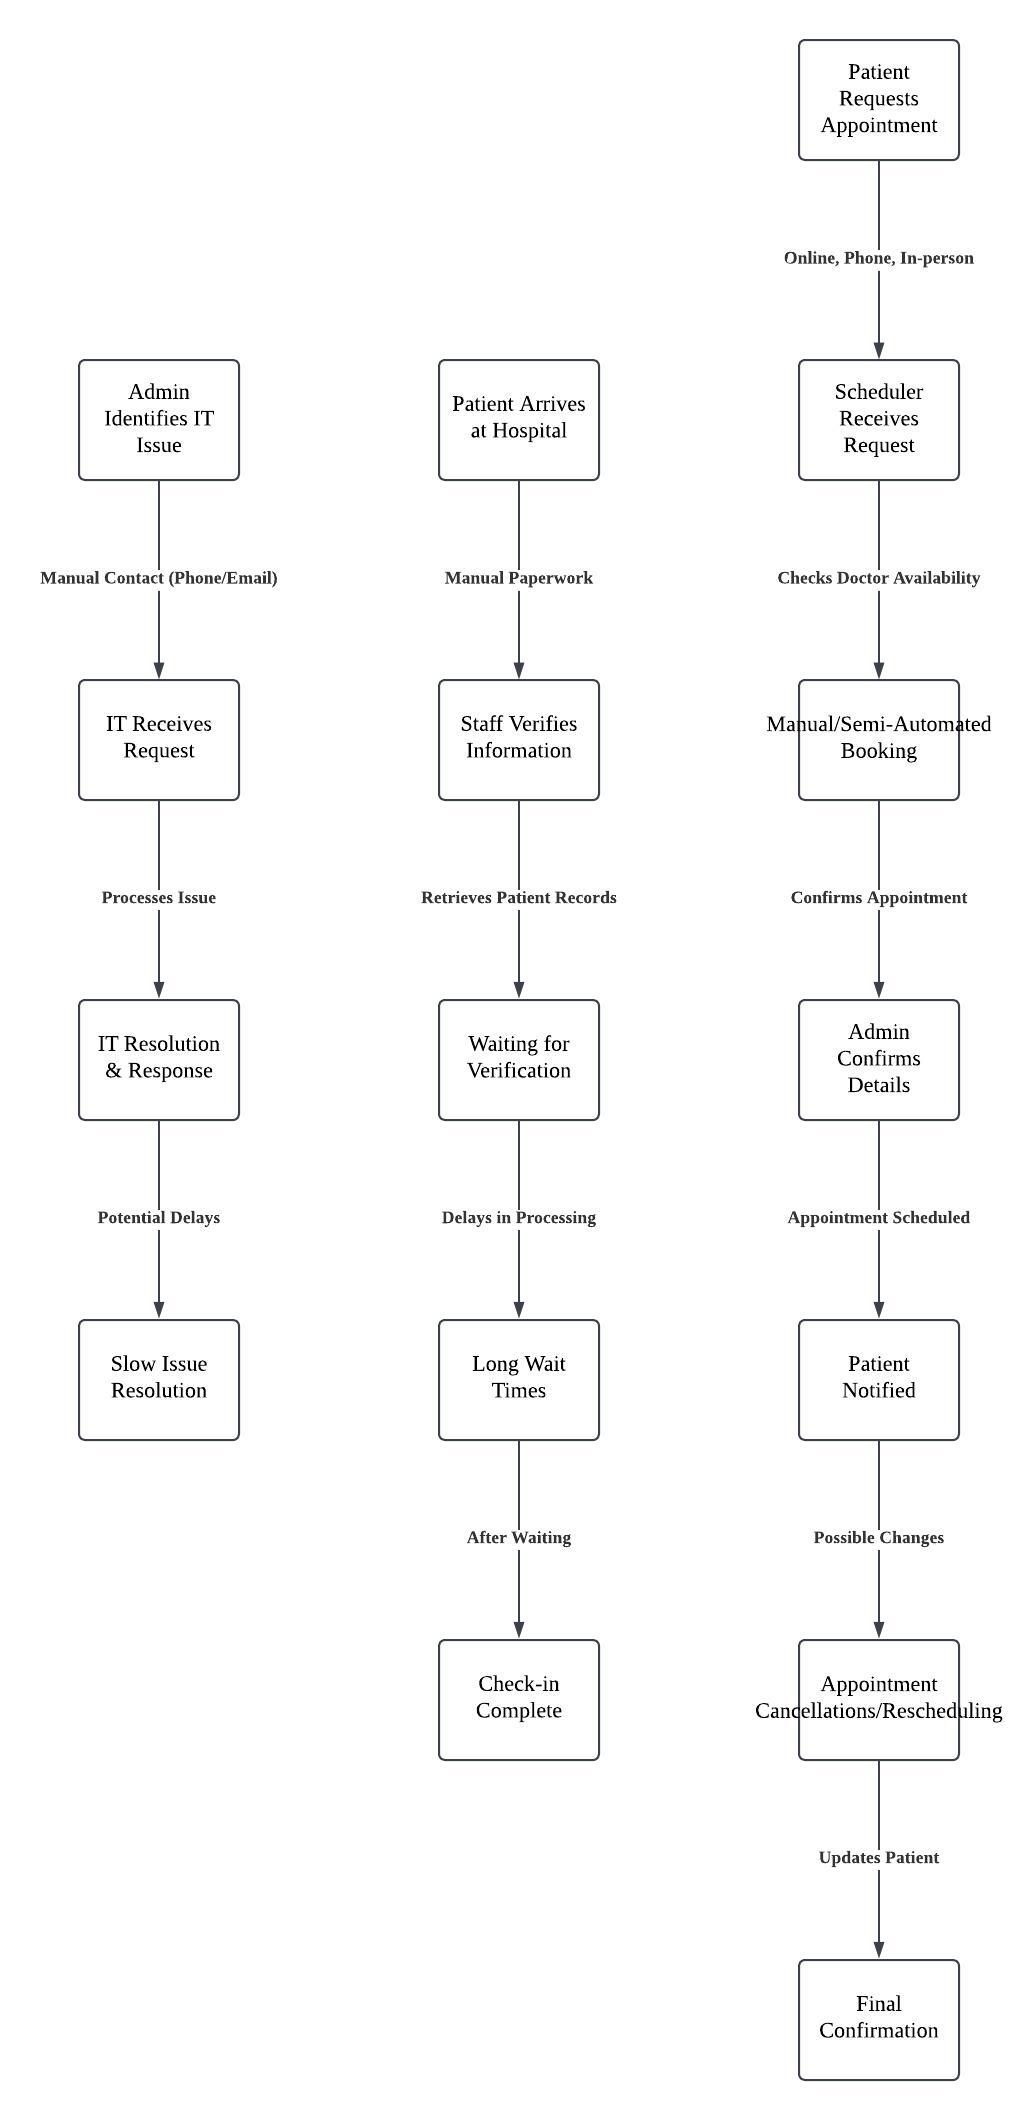 Patient
Requests
Appointment
Online, Phone, In-person
Admin
Identifies IT
Issue
Patient Arrives
at Hospital
Scheduler
Receives
Request
Manual Contact (Phone/Email)
Manual Paperwork
Checks Doctor Availability
IT Receives
Request
Staff Verifies
Information
Manual/Semi-Automated
Booking
Processes Issue
Retrieves Patient Records
Confirms Appointment
IT Resolution
& Response
Waiting for
Verification
Admin
Confirms
Details
Potential Delays
Delays in Processing
Appointment Scheduled
Slow Issue
Resolution
Long Wait
Times
Patient
Notified
After Waiting
Possible Changes
Check-in
Complete
Appointment
Cancellations/Rescheduling
Updates Patient
Final
Confirmation